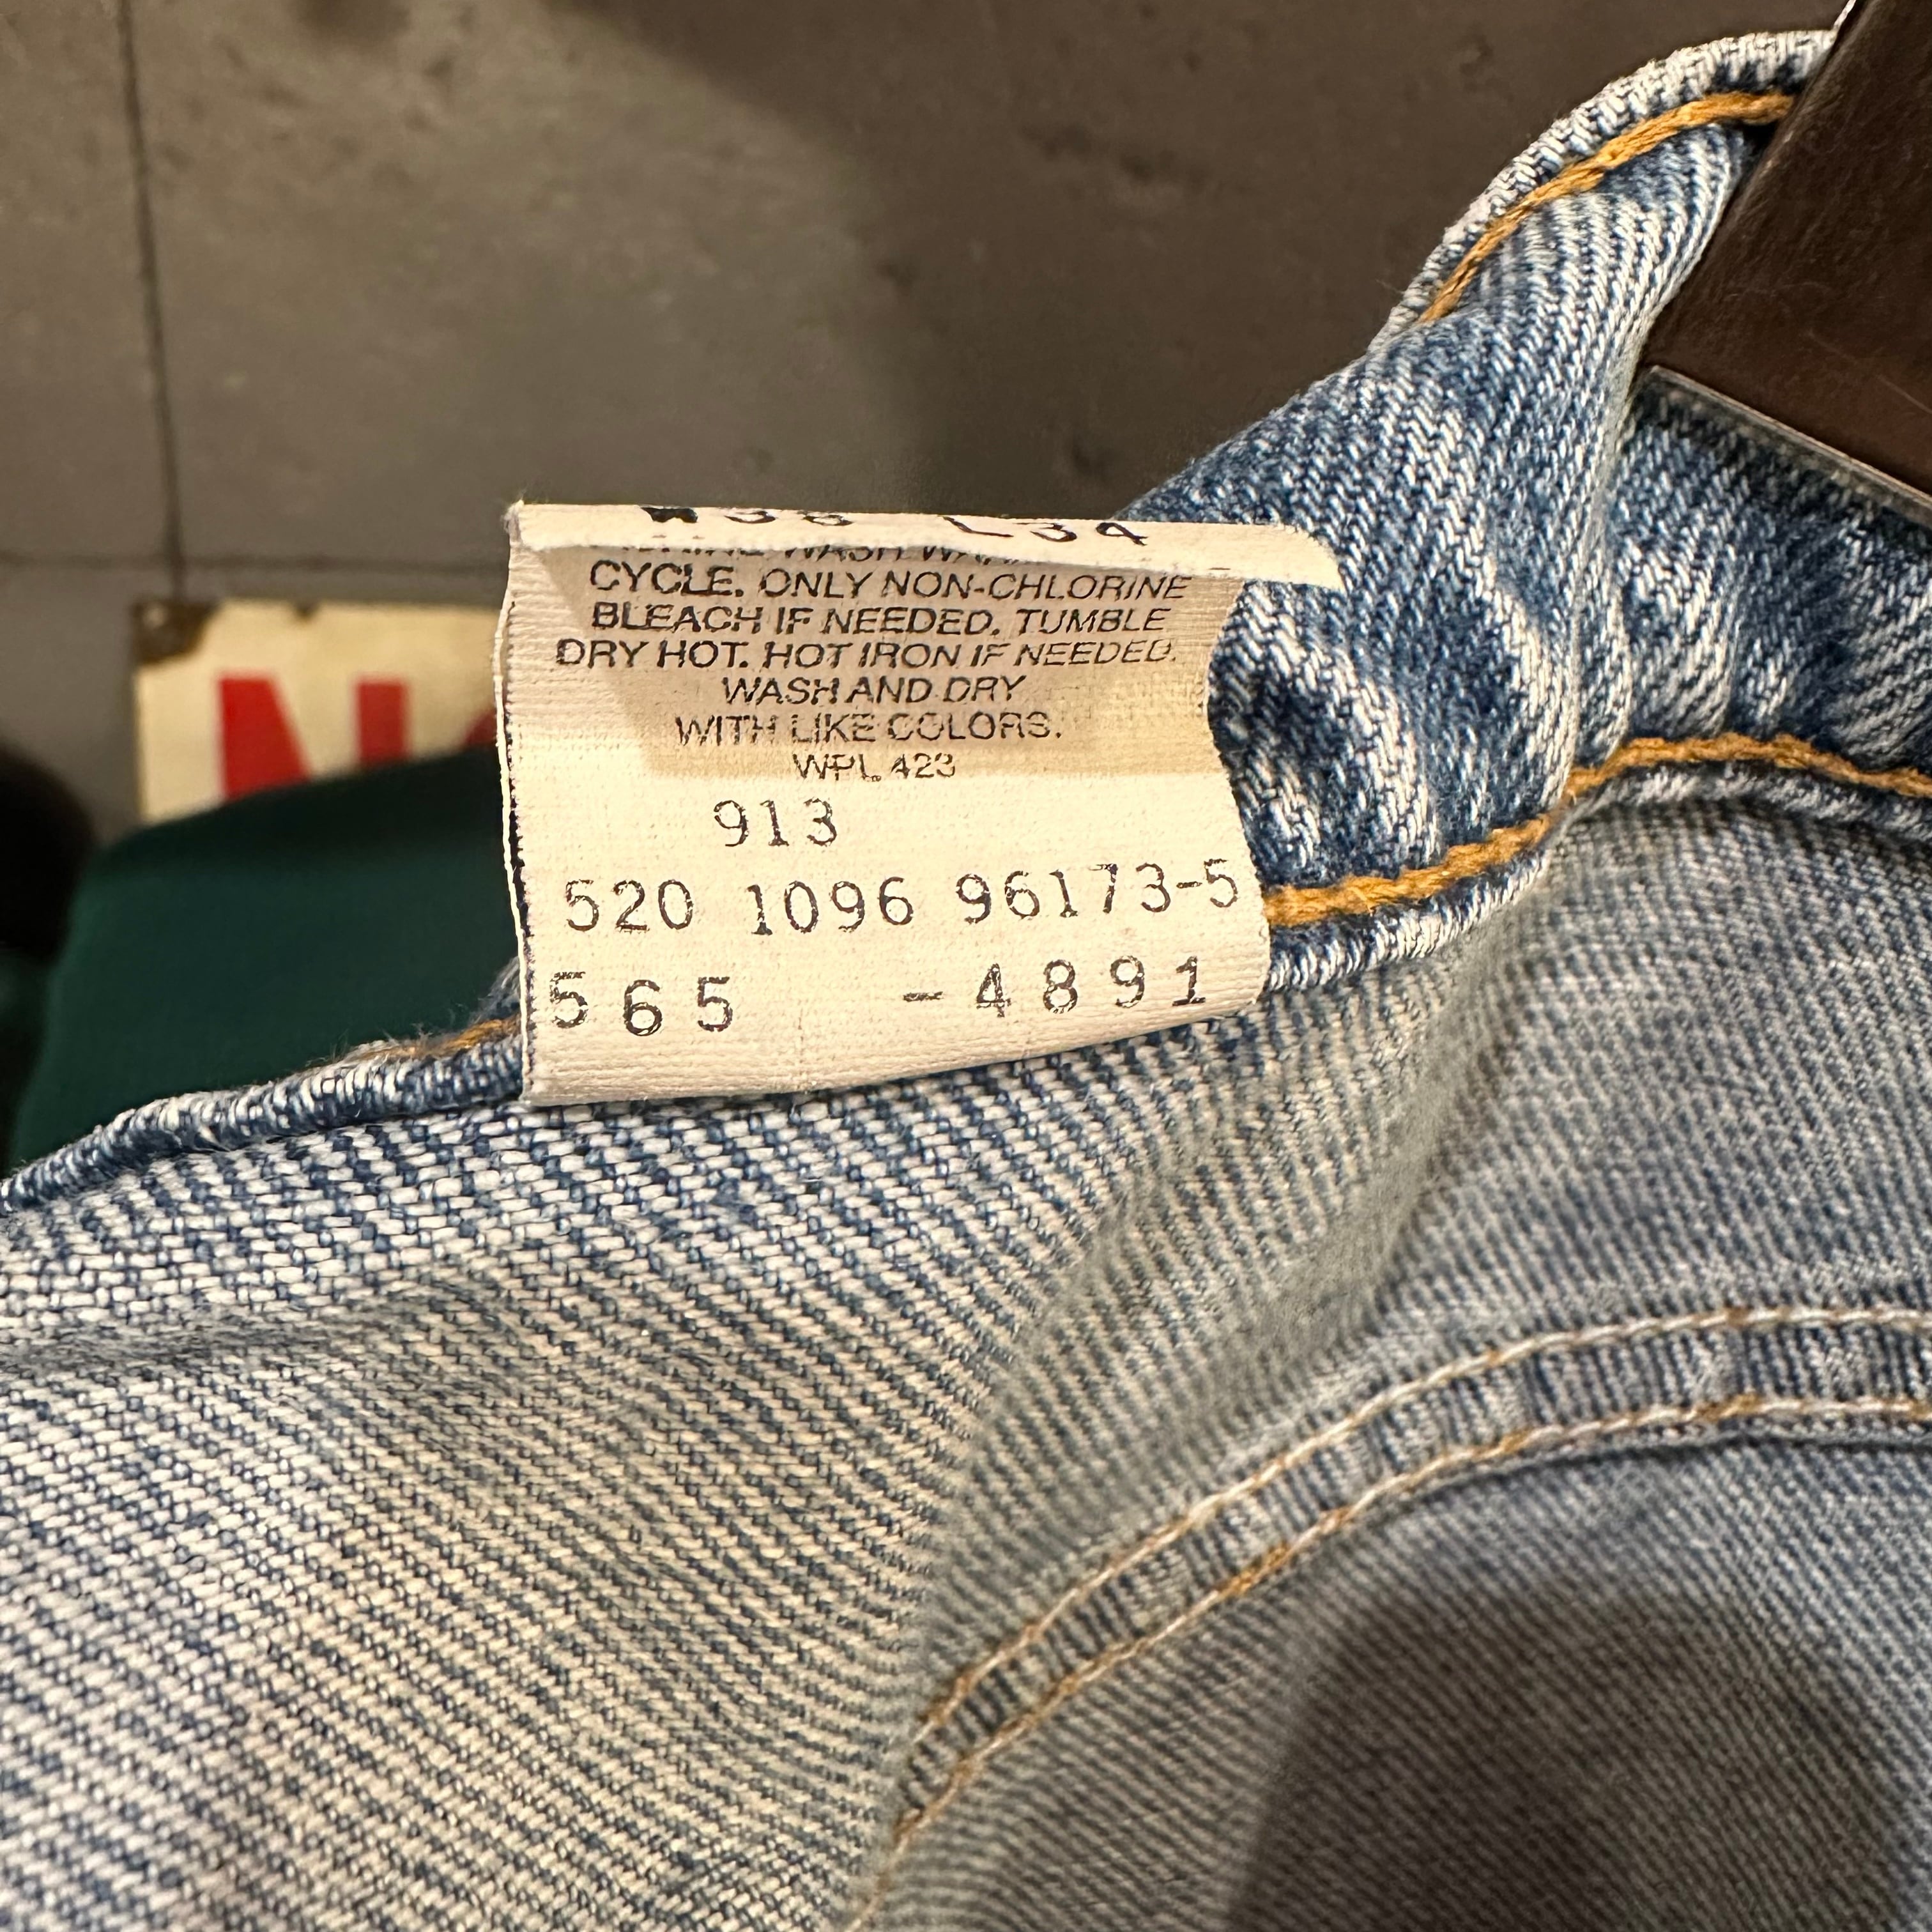 L34
CYCLE. ONLY NON-CHLORINE
BLEACH IF NEEDED. TUMBLE
DRY HOT. HOT IRON IF NEEDED.
WASH AND DRY
WITH LIKE COLORS.
WPL 423
913
520 1096 96173-5
565 -4891